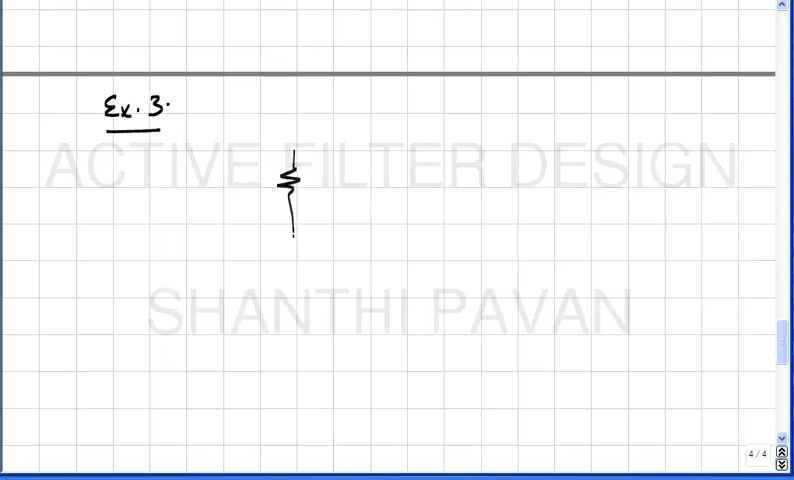 Ex. 3.
ACTIVE FILTER DESIGN
SHANTHI PAVAN
4 / 4